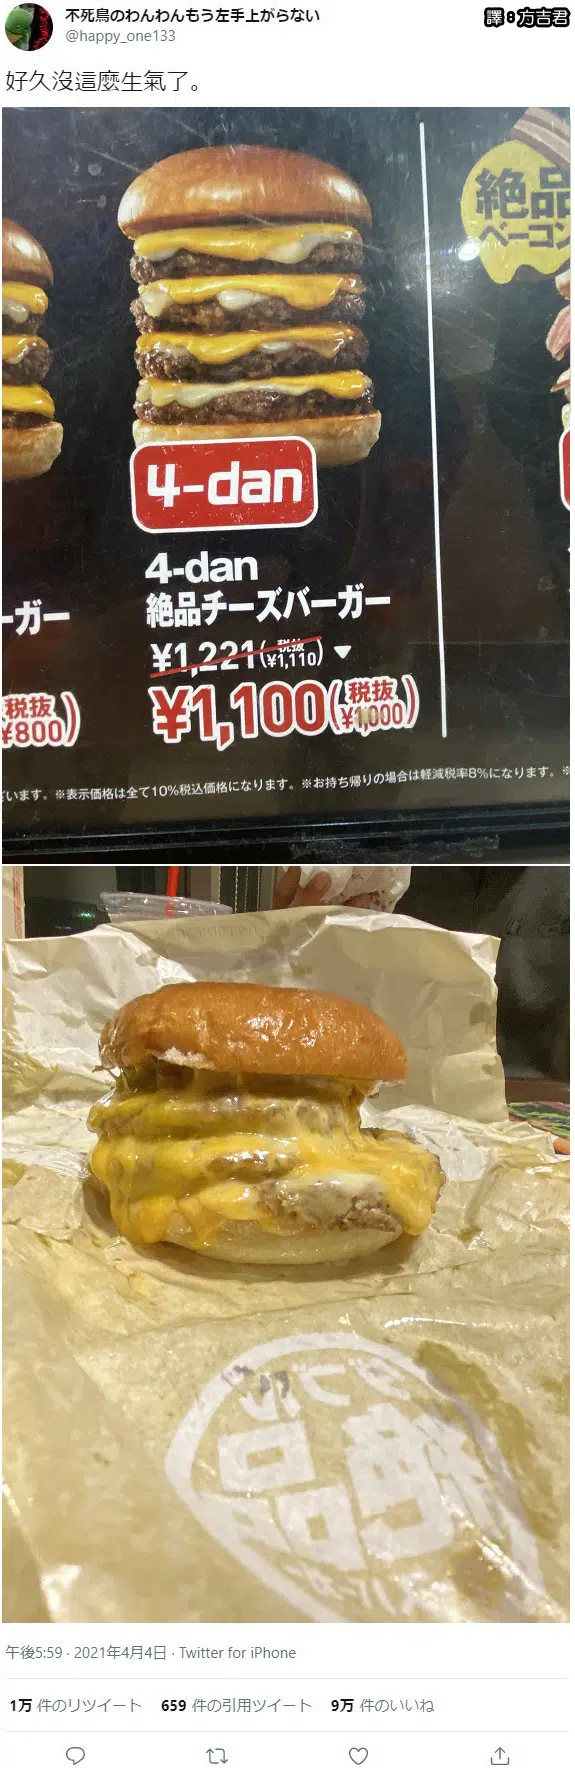 不死鳥のわんわんもう左手上がらない
@happy_one133
譯🎱方吉君
好久沒這麼生氣了。
絶品
ベーコン
4-dan
4-dan
ーガー
絶品チーズバーガー
¥1,221(税抜¥1,110)▼
税抜
¥800)
¥1,100(税抜¥1,000)
ざいます。※表示価格は全て10%税込価格になります。※お持ち帰りの場合は軽減税率8%になります。※
ダブル
絶品
午後5:59 · 2021年4月4日 · Twitter for iPhone
1万 件のリツイート 659 件の引用ツイート 9万 件のいいね